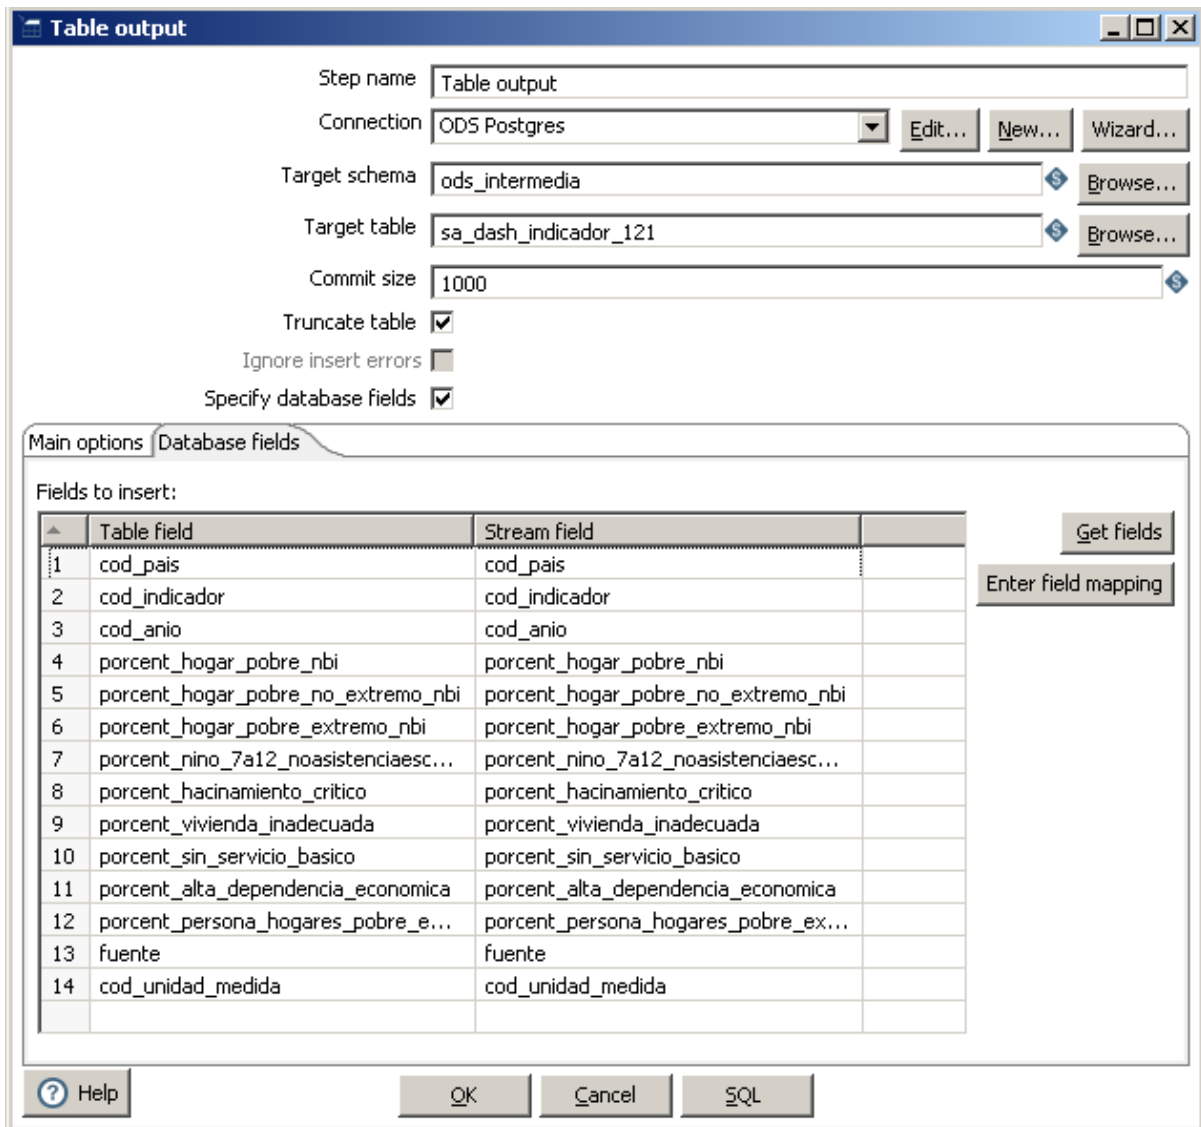 Table output
Step name Table output
Connection ODS Postgres Edit... New... Wizard...
Target schema ods_intermedia Browse...
Target table sa_dash_indicador_121 Browse...
Commit size 1000
Truncate table
Ignore insert errors
Specify database fields
Main options Database fields
Fields to insert:
Table field Stream field Get fields
1 cod_pais cod_pais
Enter field mapping
2 cod_indicador cod_indicador
3 cod_anio cod_anio
4 porcent_hogar_pobre_nbi porcent_hogar_pobre_nbi
5 porcent_hogar_pobre_no_extremo_nbi porcent_hogar_pobre_no_extremo_nbi
6 porcent_hogar_pobre_extremo_nbi porcent_hogar_pobre_extremo_nbi
7 porcent_nino_7a12_noasistenciaesc... porcent_nino_7a12_noasistenciaesc...
8 porcent_hacinamiento_critico porcent_hacinamiento_critico
9 porcent_vivienda_inadecuada porcent_vivienda_inadecuada
10 porcent_sin_servicio_basico porcent_sin_servicio_basico
11 porcent_alta_dependencia_economica porcent_alta_dependencia_economica
12 porcent_persona_hogares_pobre_e... porcent_persona_hogares_pobre_ex...
13 fuente fuente
14 cod_unidad_medida cod_unidad_medida
Help OK Cancel SQL